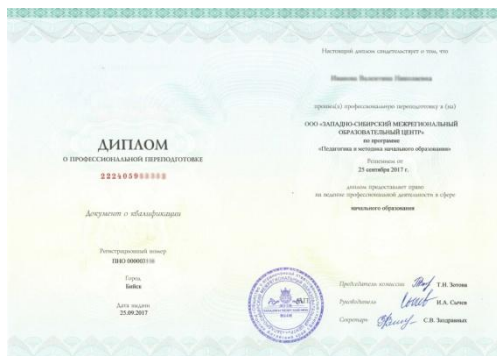 ДИПЛОМ
О ПРОФЕССИОНАЛЬНОЙ ПЕРЕПОДГОТОВКЕ
Документ о квалификации
Регистрационный номер
Город
Бийск
Дата выдачи
25.09.2017
Настоящий диплом свидетельствует о том, что
прошел(а) профессиональную переподготовку в (на)
ООО «ЗАПАДНО-СИБИРСКИЙ МЕЖРЕГИОНАЛЬНЫЙ
ОБРАЗОВАТЕЛЬНЫЙ ЦЕНТР»
по программе
«Педагогика и методика начального образования»
Решением от
25 сентября 2017 г.
диплом предоставляет право
на ведение профессиональной деятельности в сфере
начального образования
Председатель комиссии Т.Н. Зотова
Руководитель И.А. Сычев
Секретарь С.В. Заздравных